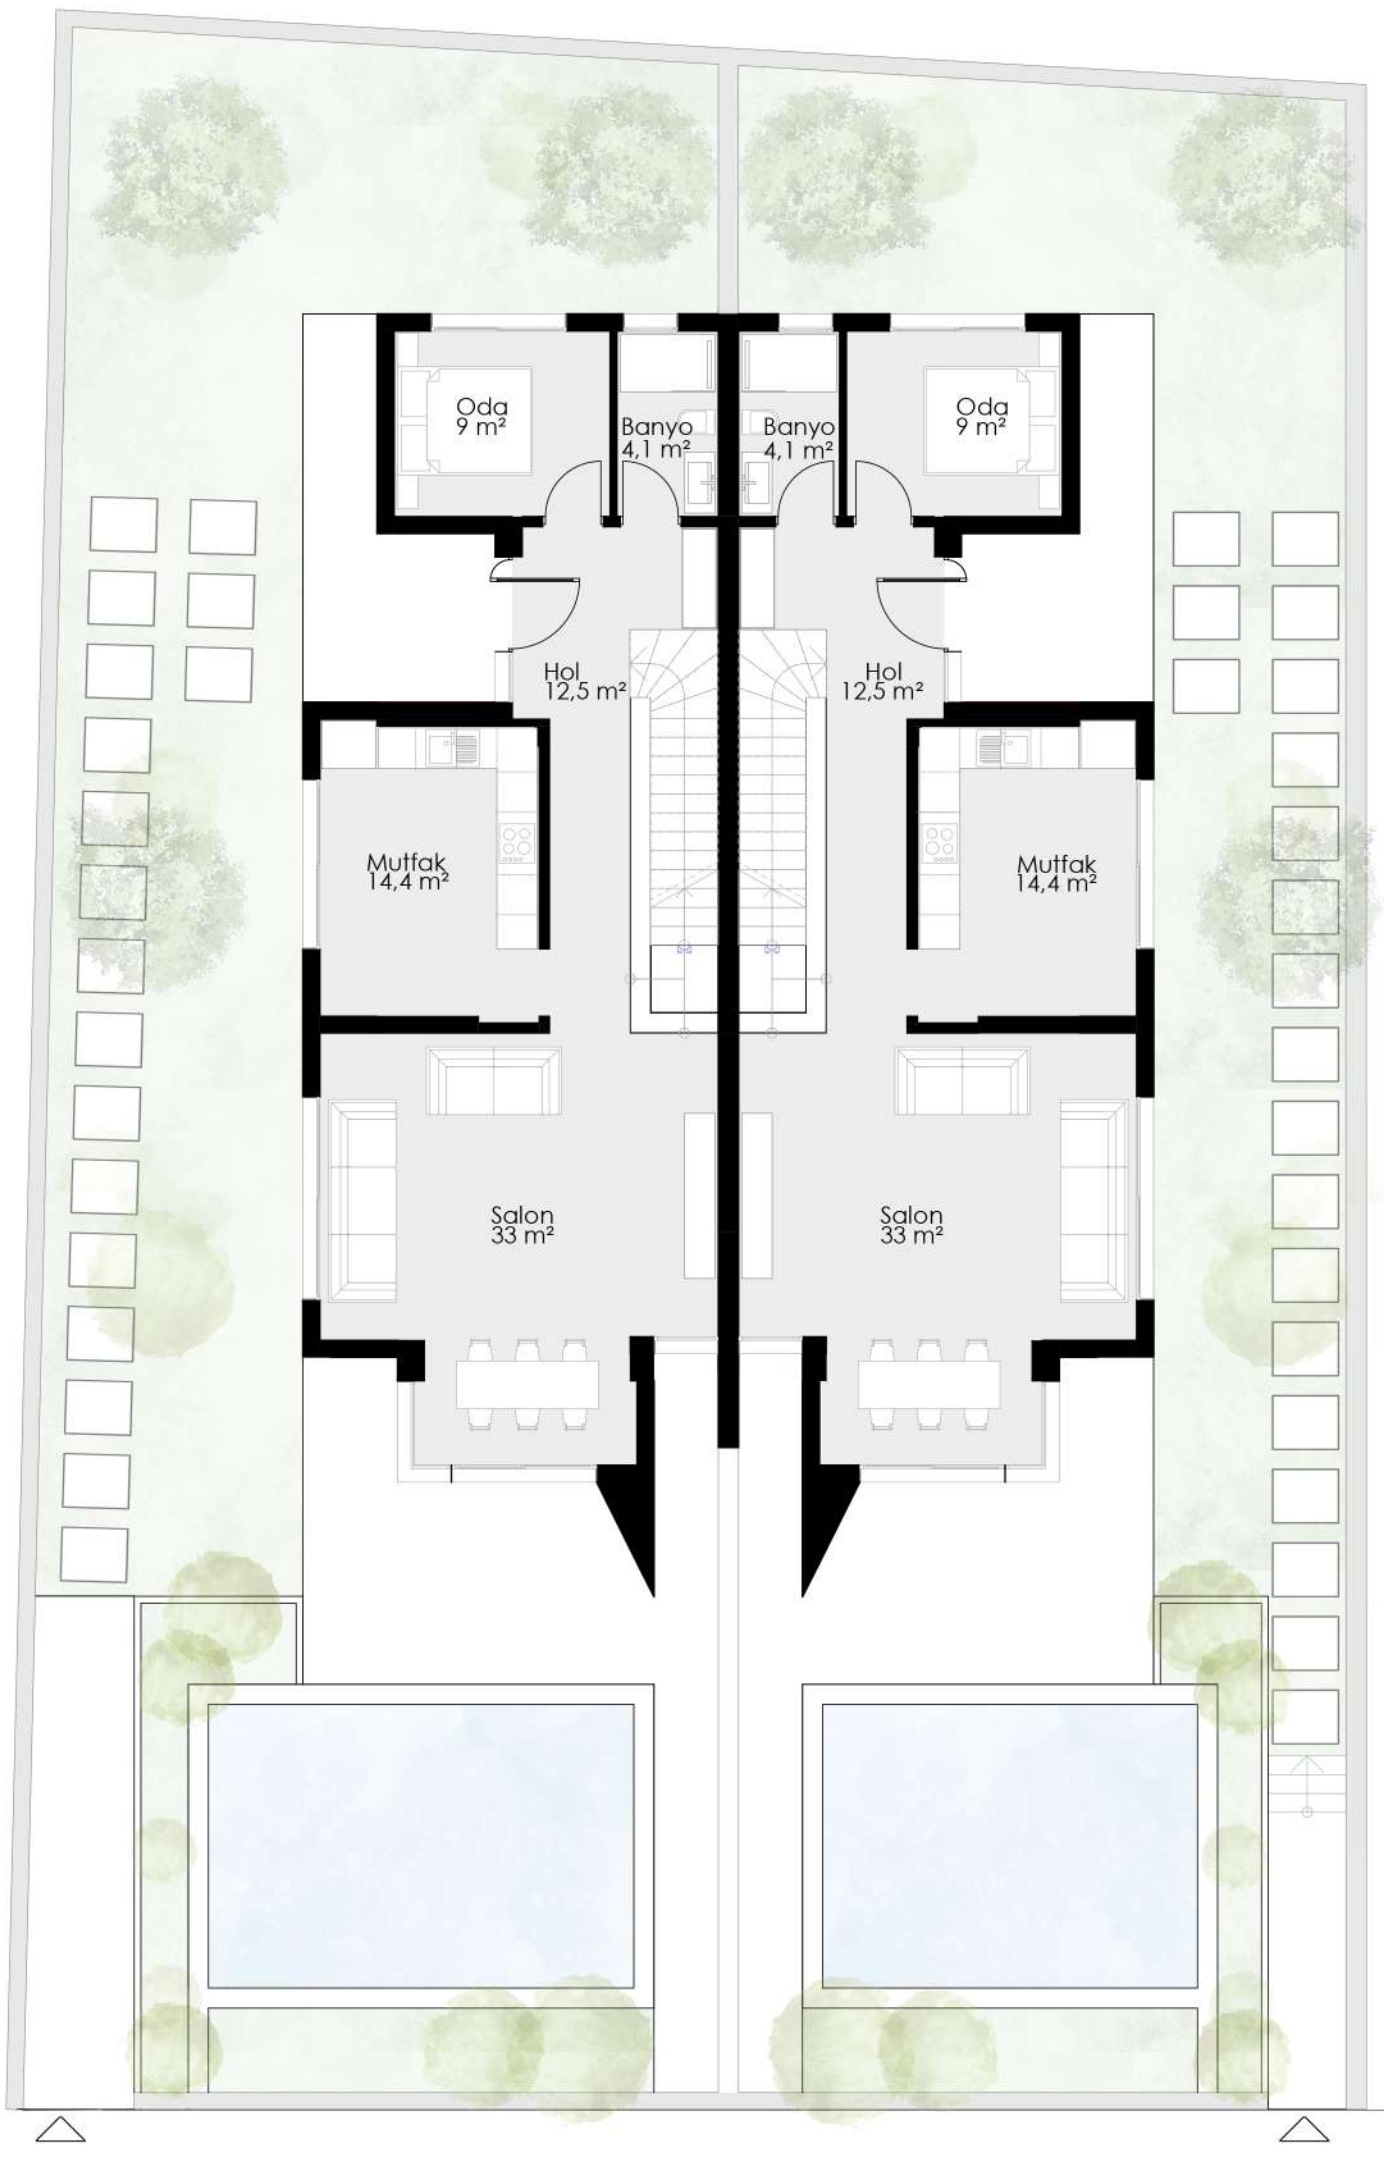 Oda
9 m²
Banyo
4,1 m²
Banyo
4,1 m²
Oda
9 m²
Hol
12,5 m²
Hol
12,5 m²
Mutfak
14,4 m²
Mutfak
14,4 m²
Salon
33 m²
Salon
33 m²